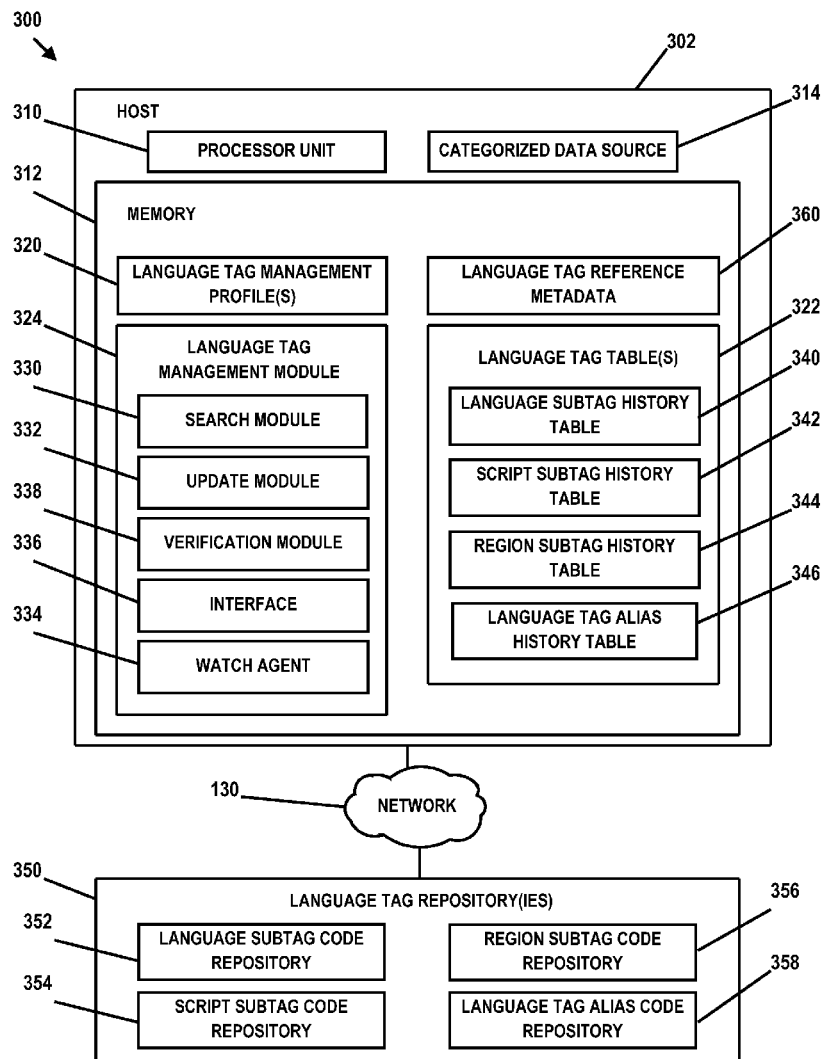 300
302
HOST
310
314
PROCESSOR UNIT
CATEGORIZED DATA SOURCE
312
MEMORY
360
320
LANGUAGE TAG MANAGEMENT
PROFILE(S)
LANGUAGE TAG REFERENCE
METADATA
324
322
LANGUAGE TAG
MANAGEMENT MODULE
LANGUAGE TAG TABLE(S)
330
340
SEARCH MODULE
LANGUAGE SUBTAG HISTORY
TABLE
332
342
UPDATE MODULE
SCRIPT SUBTAG HISTORY
TABLE
338
344
VERIFICATION MODULE
REGION SUBTAG HISTORY
TABLE
336
346
INTERFACE
LANGUAGE TAG ALIAS
HISTORY TABLE
334
WATCH AGENT
130
NETWORK
350
LANGUAGE TAG REPOSITORY(IES)
356
352
LANGUAGE SUBTAG CODE
REPOSITORY
REGION SUBTAG CODE
REPOSITORY
354
358
SCRIPT SUBTAG CODE
REPOSITORY
LANGUAGE TAG ALIAS CODE
REPOSITORY